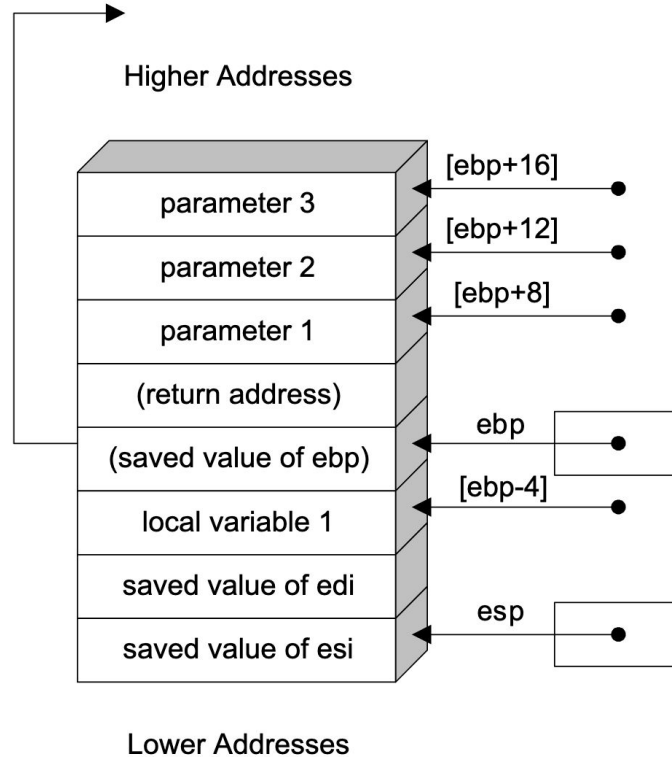 Higher Addresses
[ebp+16]
parameter 3
[ebp+12]
parameter 2
[ebp+8]
parameter 1
(return address)
ebp
(saved value of ebp)
[ebp-4]
local variable 1
saved value of edi
esp
saved value of esi
Lower Addresses